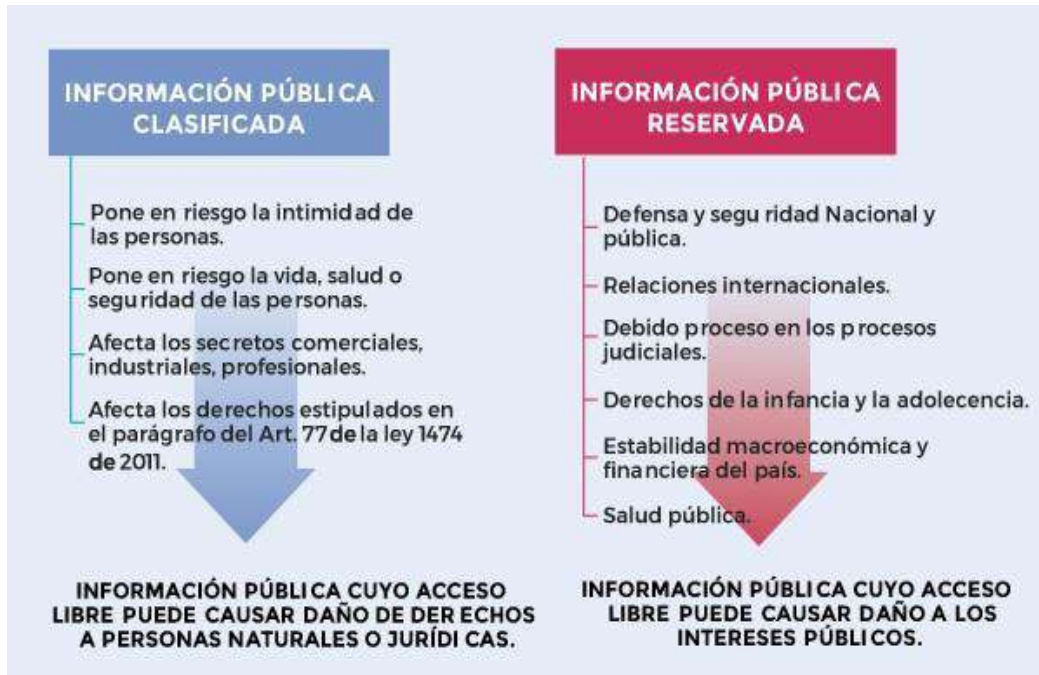 INFORMACIÓN PÚBLICA
CLASIFICADA
Pone en riesgo la intimidad de
las personas.
Pone en riesgo la vida, salud o
seguridad de las personas.
Afecta los secretos comerciales,
industriales, profesionales.
Afecta los derechos estipulados en
el parágrafo del Art. 77 de la ley 1474
de 2011.
INFORMACIÓN PÚBLICA CUYO ACCESO
LIBRE PUEDE CAUSAR DAÑO DE DERECHOS
A PERSONAS NATURALES O JURÍDICAS.
INFORMACIÓN PÚBLICA
RESERVADA
Defensa y seguridad Nacional y
pública.
Relaciones internacionales.
Debido proceso en los procesos
judiciales.
Derechos de la infancia y la adolecencia.
Estabilidad macroeconómica y
financiera del país.
Salud pública.
INFORMACIÓN PÚBLICA CUYO ACCESO
LIBRE PUEDE CAUSAR DAÑO A LOS
INTERESES PÚBLICOS.